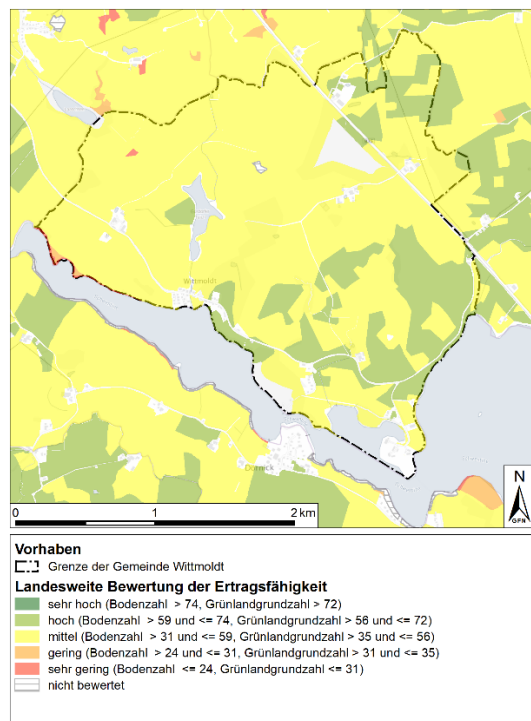 Wittmoldt
Dörnick
N
GFN
0
1
2 km
Vorhaben
Grenze der Gemeinde Wittmoldt
Landesweite Bewertung der Ertragsfähigkeit
sehr hoch (Bodenzahl > 74, Grünlandgrundzahl > 72)
hoch (Bodenzahl > 59 und <= 74, Grünlandgrundzahl > 56 und <= 72)
mittel (Bodenzahl > 31 und <= 59, Grünlandgrundzahl > 35 und <= 56)
gering (Bodenzahl > 24 und <= 31, Grünlandgrundzahl > 31 und <= 35)
sehr gering (Bodenzahl <= 24, Grünlandgrundzahl <= 31)
nicht bewertet